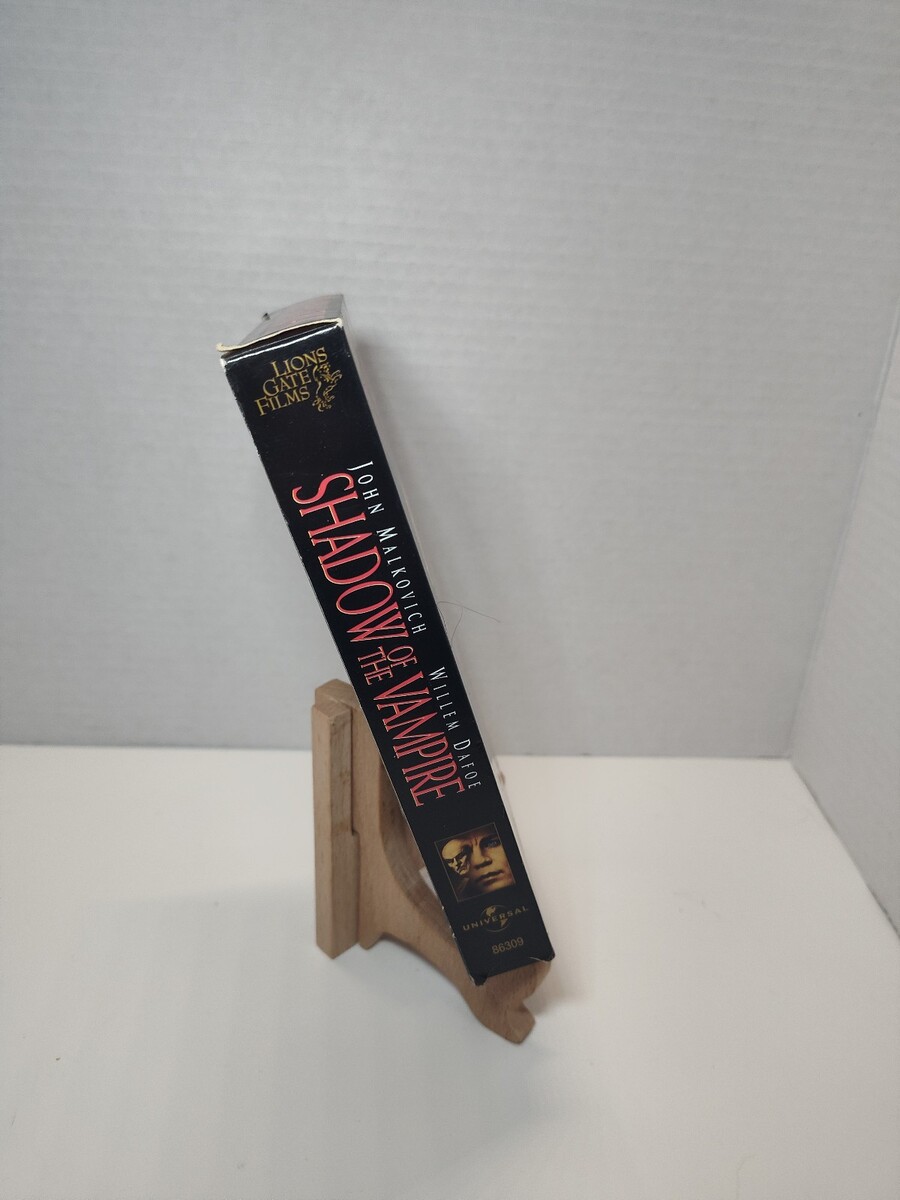 LIONS
GATE
FILMS
JOHN MALKOVICH WILLEM DAFOE
SHADOW OF THE VAMPIRE
UNIVERSAL
86309